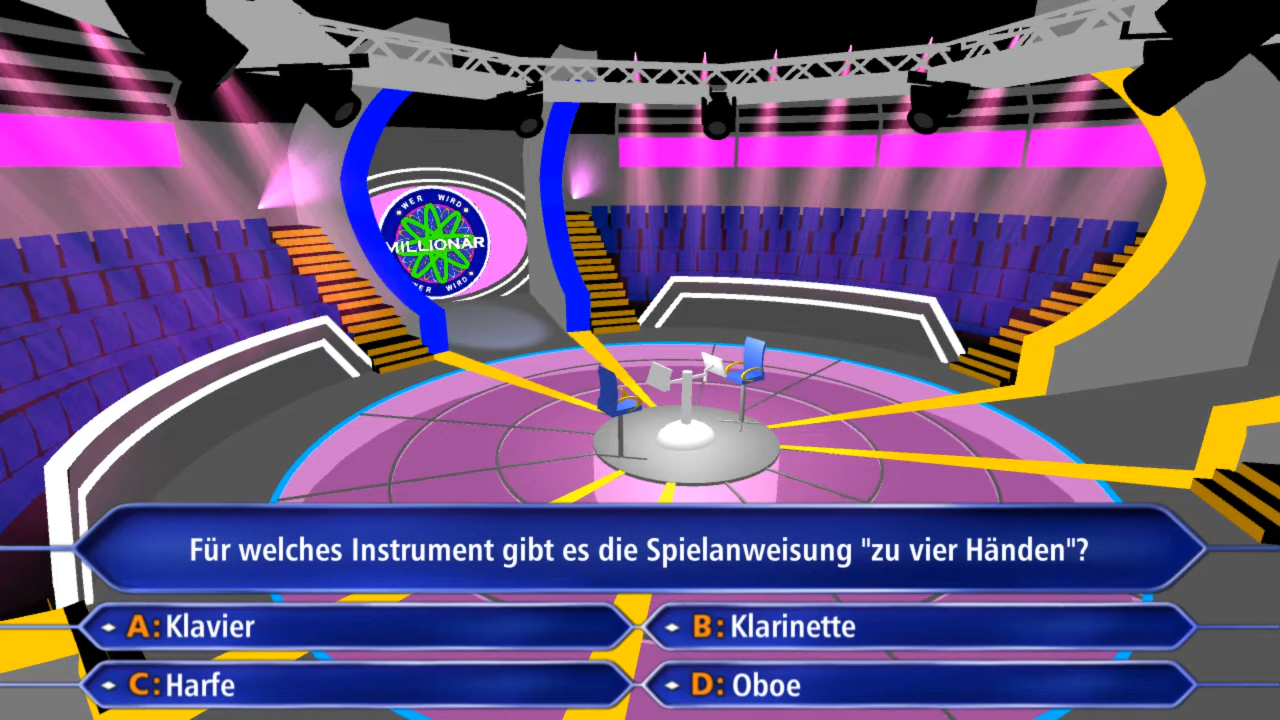 WER WIRD
MILLIONÄR
WER WIRD
Für welches Instrument gibt es die Spielanweisung "zu vier Händen"?
A: Klavier
B: Klarinette
C: Harfe
D: Oboe